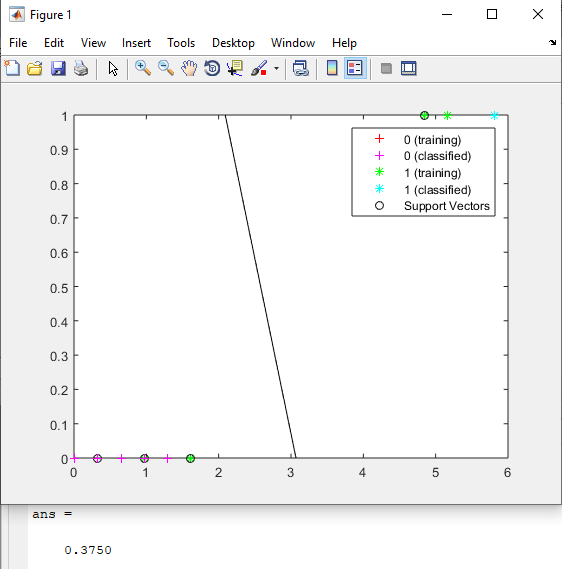 Figure 1
File Edit View Insert Tools Desktop Window Help
1
0.9
0.8
0.7
0.6
0.5
0.4
0.3
0.2
0.1
0
0 1 2 3 4 5 6
0 (training)
0 (classified)
1 (training)
1 (classified)
Support Vectors
ans =
0.3750